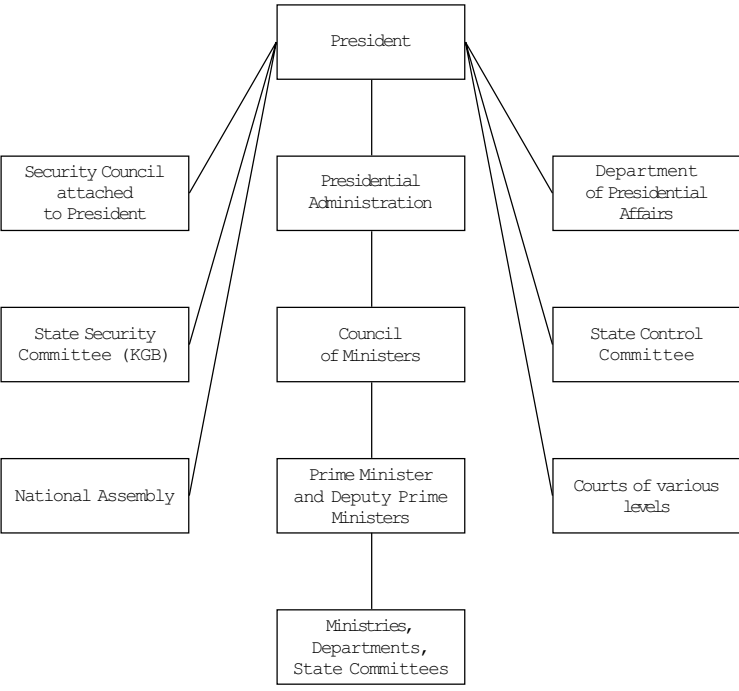 President
Security Council
attached
to President
Presidential
Administration
Department
of Presidential
Affairs
State Security
Committee (KGB)
Council
of Ministers
State Control
Committee
National Assembly
Prime Minister
and Deputy Prime
Ministers
Courts of various
levels
Ministries,
Departments,
State Committees